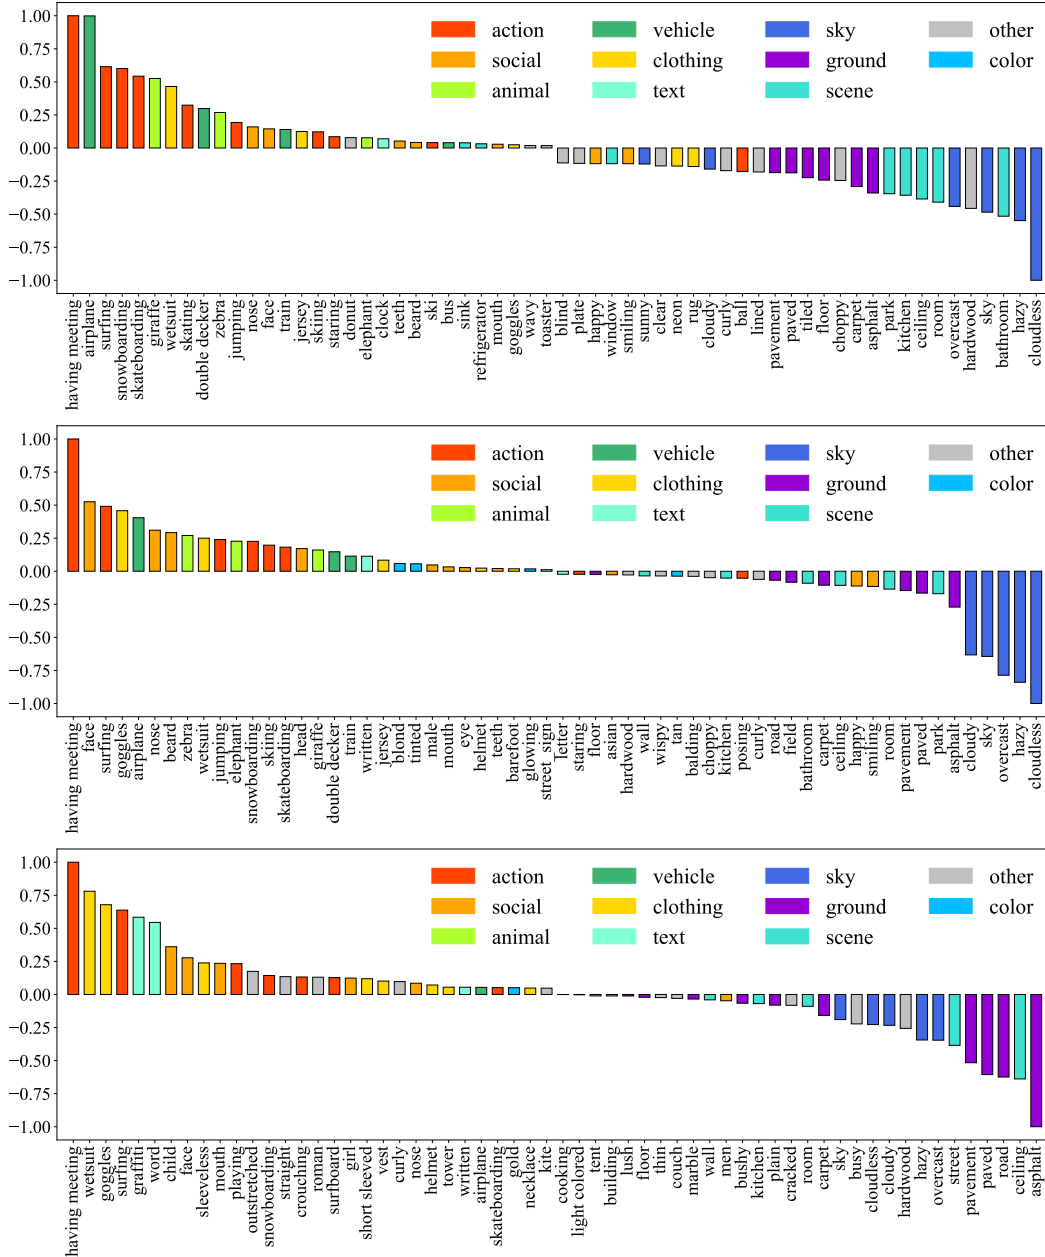 1.00
0.75
0.50
0.25
0.00
−0.25
−0.50
−0.75
−1.00
action vehicle sky other
social clothing ground color
animal text scene
having meeting
airplane
surfing
snowboarding
skateboarding
giraffe
wetsuit
skating
double decker
zebra
jumping
nose
face
train
jersey
skiing
staring
donut
elephant
clock
teeth
beard
ski
bus
sink
refrigerator
mouth
goggles
wavy
toaster
blind
plate
happy
window
smiling
sunny
clear
neon
rug
cloudy
curly
ball
lined
pavement
paved
tiled
floor
choppy
carpet
asphalt
park
kitchen
ceiling
room
overcast
hardwood
sky
bathroom
hazy
cloudless
1.00
0.75
0.50
0.25
0.00
−0.25
−0.50
−0.75
−1.00
action vehicle sky other
social clothing ground color
animal text scene
having meeting
face
surfing
goggles
airplane
nose
beard
zebra
wetsuit
jumping
elephant
snowboarding
skiing
skateboarding
head
giraffe
double decker
train
written
jersey
blond
tinted
male
mouth
eye
helmet
teeth
barefoot
glowing
street sign
letter
staring
floor
asian
hardwood
wall
wispy
tan
balding
choppy
kitchen
posing
curly
road
field
bathroom
carpet
ceiling
happy
smiling
room
pavement
paved
park
asphalt
cloudy
sky
overcast
hazy
cloudless
1.00
0.75
0.50
0.25
0.00
−0.25
−0.50
−0.75
−1.00
action vehicle sky other
social clothing ground color
animal text scene
having meeting
wetsuit
goggles
surfing
graffiti
word
child
face
sleeveless
mouth
playing
outstretched
snowboarding
straight
crouching
roman
surfboard
girl
short sleeved
vest
curly
nose
helmet
tower
written
airplane
skateboarding
gold
necklace
kite
cooking
light colored
tent
building
lush
floor
thin
couch
marble
wall
men
bushy
kitchen
plain
cracked
room
carpet
sky
busy
cloudless
cloudy
hardwood
hazy
overcast
street
pavement
paved
road
ceiling
asphalt